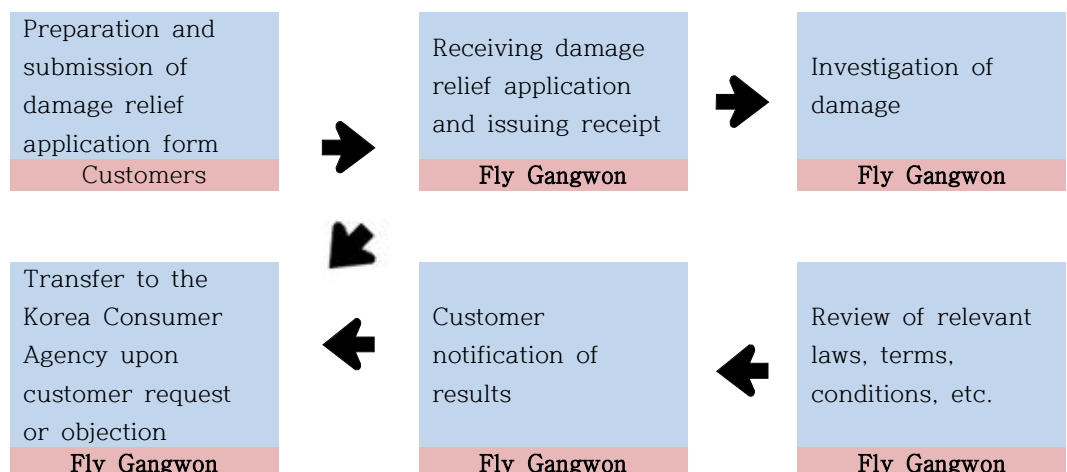 Preparation and
submission of
damage relief
application form
Customers
Receiving damage
relief application
and issuing receipt
Fly Gangwon
Investigation of
damage
Fly Gangwon
Transfer to the
Korea Consumer
Agency upon
customer request
or objection
Fly Gangwon
Customer
notification of
results
Fly Gangwon
Review of relevant
laws, terms,
conditions, etc.
Fly Gangwon